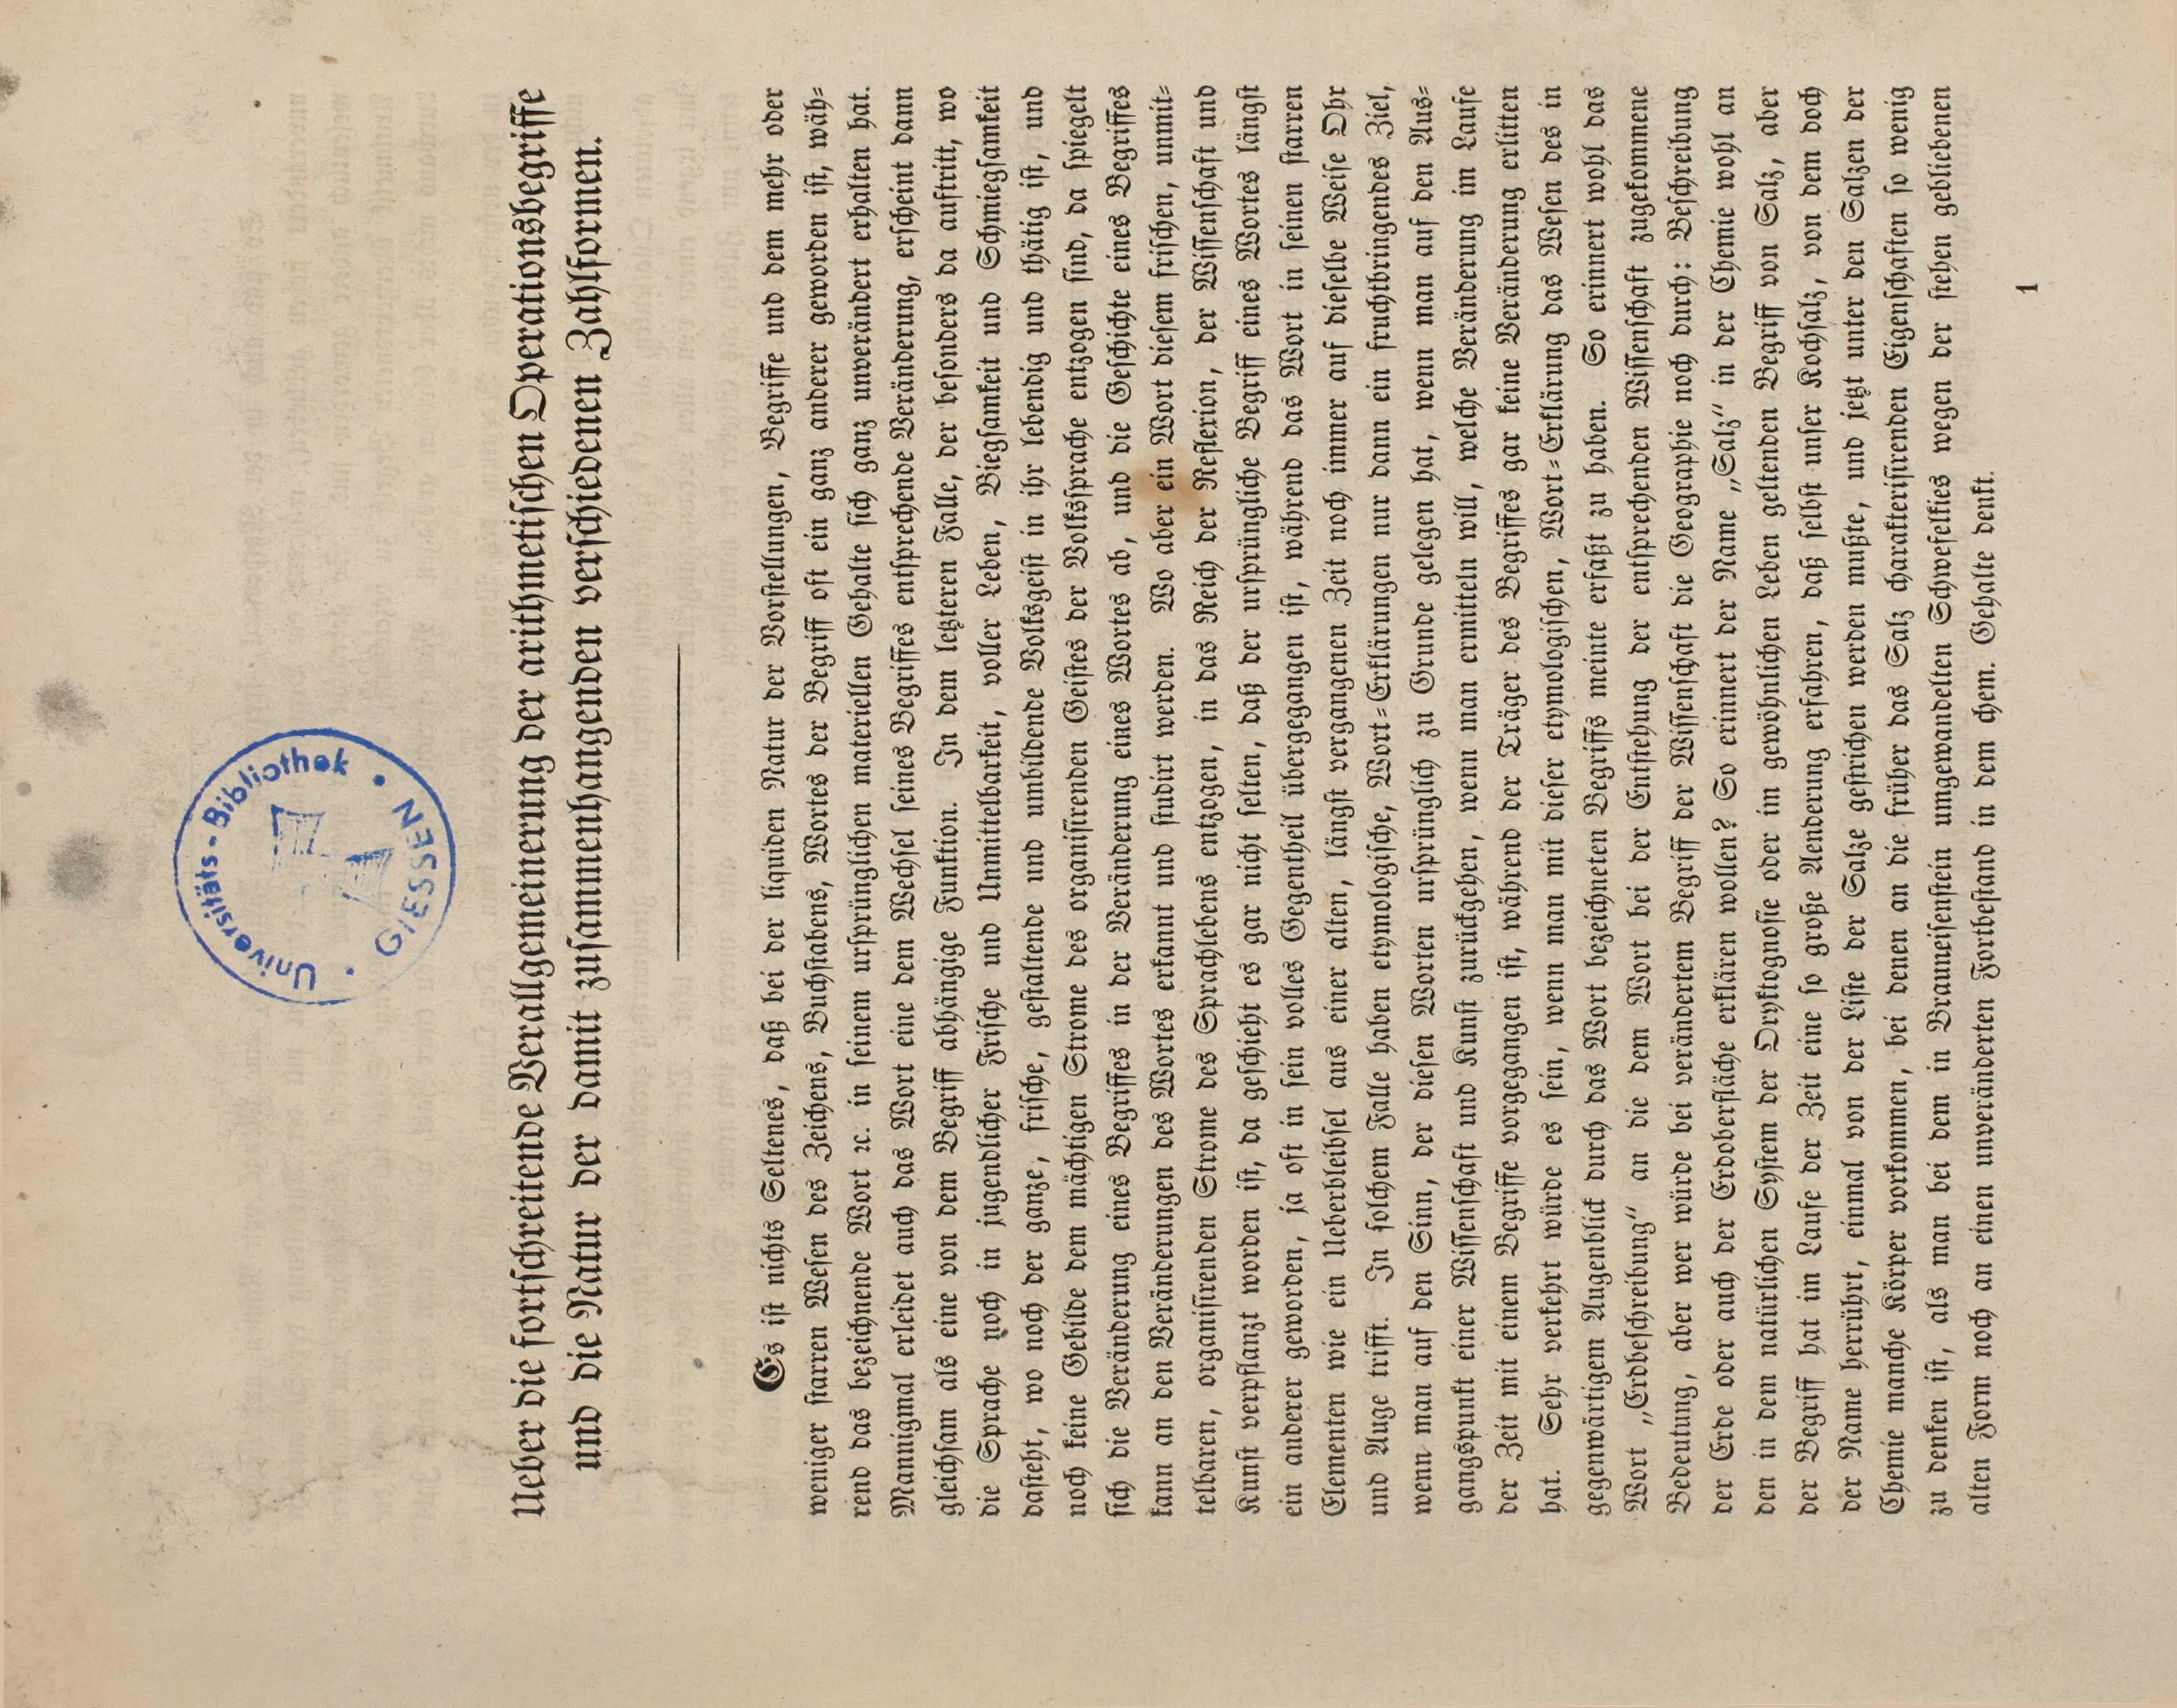 Universitäts-Bibliothek
GIESSEN
Ueber die fortschreitende Verallgemeinerung der arithmetischen Operationsbegriffe
und die Natur der damit zusammenhangenden verschiedenen Zahlformen.
Es ist nichts Seltenes, daß bei der liquiden Natur der Vorstellungen, Begriffe und dem mehr oder
weniger starren Wesen des Zeichens, Buchstabens, Wortes der Begriff oft ein ganz anderer geworden ist, wäh-
rend das bezeichnende Wort ꝛc. in seinem ursprünglichen materiellen Gehalte sich ganz unverändert erhalten hat.
Mannigmal erleidet auch das Wort eine dem Wechsel seines Begriffes entsprechende Veränderung, erscheint dann
gleichsam als eine von dem Begriff abhängige Funktion. In dem letzteren Falle, der besonders da auftritt, wo
die Sprache noch in jugendlicher Frische und Unmittelbarkeit, voller Leben, Biegsamkeit und Schmiegsamkeit
dasteht, wo noch der ganze, frische, gestaltende und umbildende Volksgeist in ihr lebendig und thätig ist, und
noch keine Gebilde dem mächtigen Strome des organisirenden Geistes der Volkssprache entzogen sind, da spiegelt
sich die Veränderung eines Begriffes in der Veränderung eines Wortes ab, und die Geschichte eines Begriffes
kann an den Veränderungen des Wortes erkannt und studirt werden. Wo aber ein Wort diesem frischen, unmit-
telbaren, organisirenden Strome des Sprachlebens entzogen, in das Reich der Reflexion, der Wissenschaft und
Kunst verpflanzt worden ist, da geschieht es gar nicht selten, daß der ursprüngliche Begriff eines Wortes längst
ein anderer geworden, ja oft in sein volles Gegentheil übergegangen ist, während das Wort in seinen starren
Elementen wie ein Ueberbleibsel aus einer alten, längst vergangenen Zeit noch immer auf dieselbe Weise Ohr
und Auge trifft. In solchem Falle haben etymologische, Wort-Erklärungen nur dann ein fruchtbringendes Ziel,
wenn man auf den Sinn, der diesen Worten ursprünglich zu Grunde gelegen hat, wenn man auf den Aus-
gangspunkt einer Wissenschaft und Kunst zurückgehen, wenn man ermitteln will, welche Veränderung im Laufe
der Zeit mit einem Begriffe vorgegangen ist, während der Träger des Begriffes gar keine Veränderung erlitten
hat. Sehr verkehrt würde es sein, wenn man mit dieser etymologischen, Wort-Erklärung das Wesen des in
gegenwärtigem Augenblick durch das Wort bezeichneten Begriffs meinte erfaßt zu haben. So erinnert wohl das
Wort „Erdbeschreibung“ an die dem Wort bei der Entstehung der entsprechenden Wissenschaft zugekommene
Bedeutung, aber wer würde bei verändertem Begriff der Wissenschaft die Geographie noch durch: Beschreibung
der Erde oder auch der Erdoberfläche erklären wollen? So erinnert der Name „Salz“ in der Chemie wohl an
den in dem natürlichen System der Oryktognosie oder im gewöhnlichen Leben geltenden Begriff von Salz, aber
der Begriff hat im Laufe der Zeit eine so große Aenderung erfahren, daß selbst unser Kochsalz, von dem doch
der Name herrührt, einmal von der Liste der Salze gestrichen werden mußte, und jetzt unter den Salzen der
Chemie manche Körper vorkommen, bei denen an die früher das Salz charakterisirenden Eigenschaften so wenig
zu denken ist, als man bei dem in Brauneisenstein umgewandelten Schwefelkies wegen der stehen gebliebenen
alten Form noch an einen unveränderten Fortbestand in dem chem. Gehalte denkt.
1